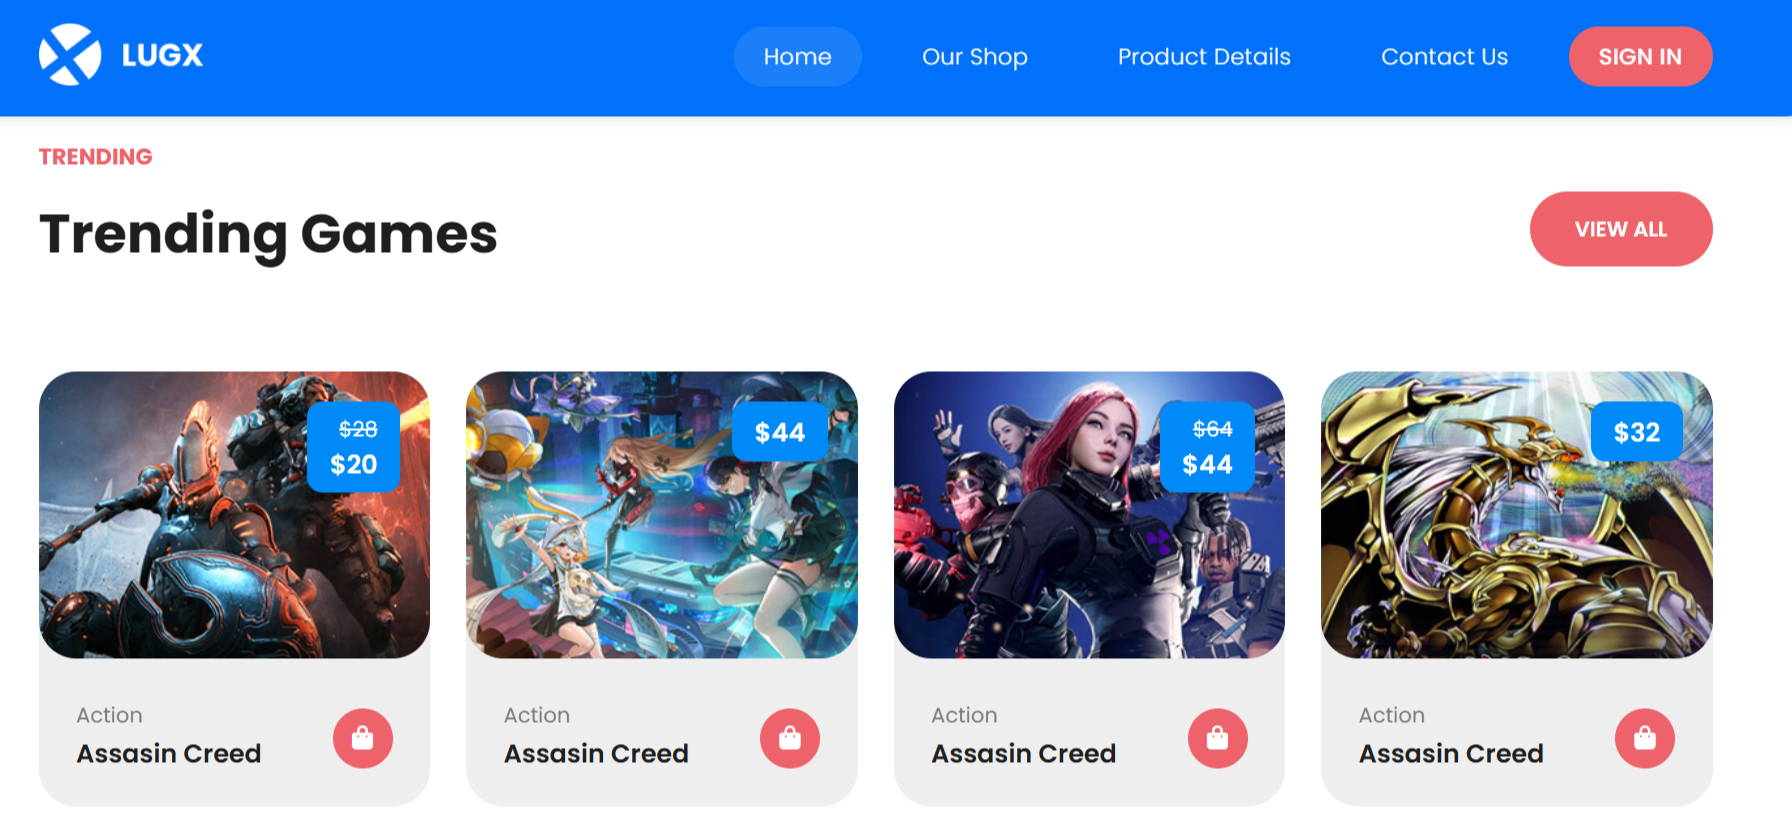 LUGX
Home
Our Shop
Product Details
Contact Us
SIGN IN
TRENDING
Trending Games
VIEW ALL
$28
$20
$44
$64
$44
$32
Action
Assasin Creed
Action
Assasin Creed
Action
Assasin Creed
Action
Assasin Creed